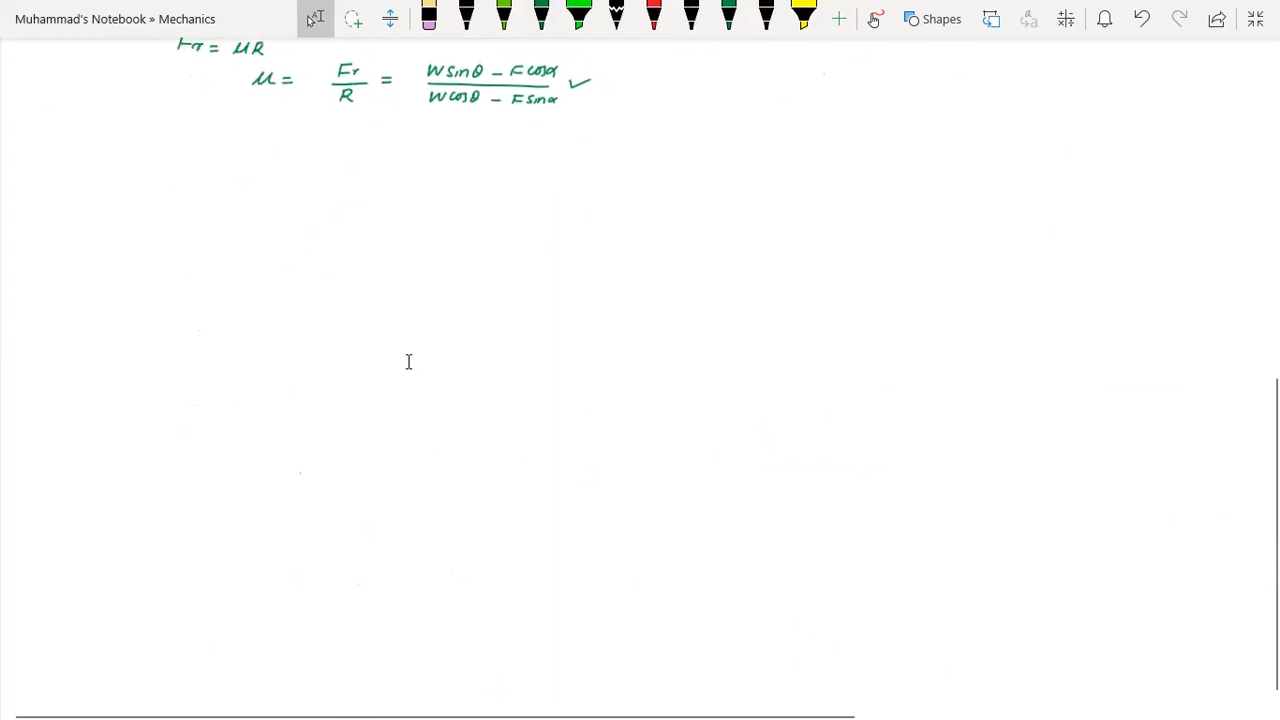 Muhammad's Notebook » Mechanics
Shapes
Fr = μR
μ = Fr/R = (W sinθ - F cosα)/(W cosθ - F sinα) ✓